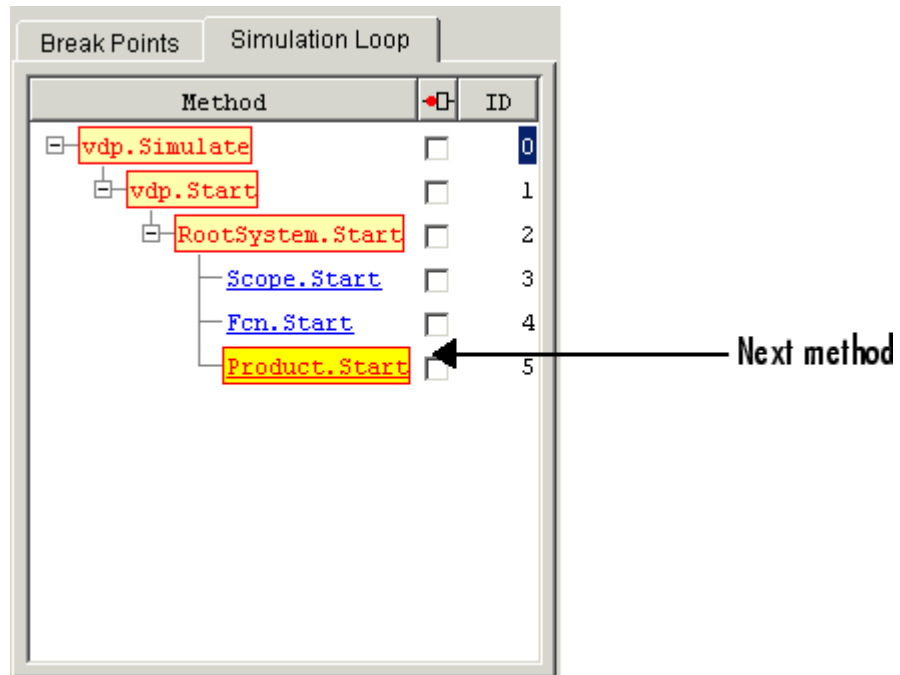 Break Points Simulation Loop
Method ID
vdp.Simulate 0
vdp.Start 1
RootSystem.Start 2
Scope.Start 3
Fcn.Start 4
Product.Start 5
Next method